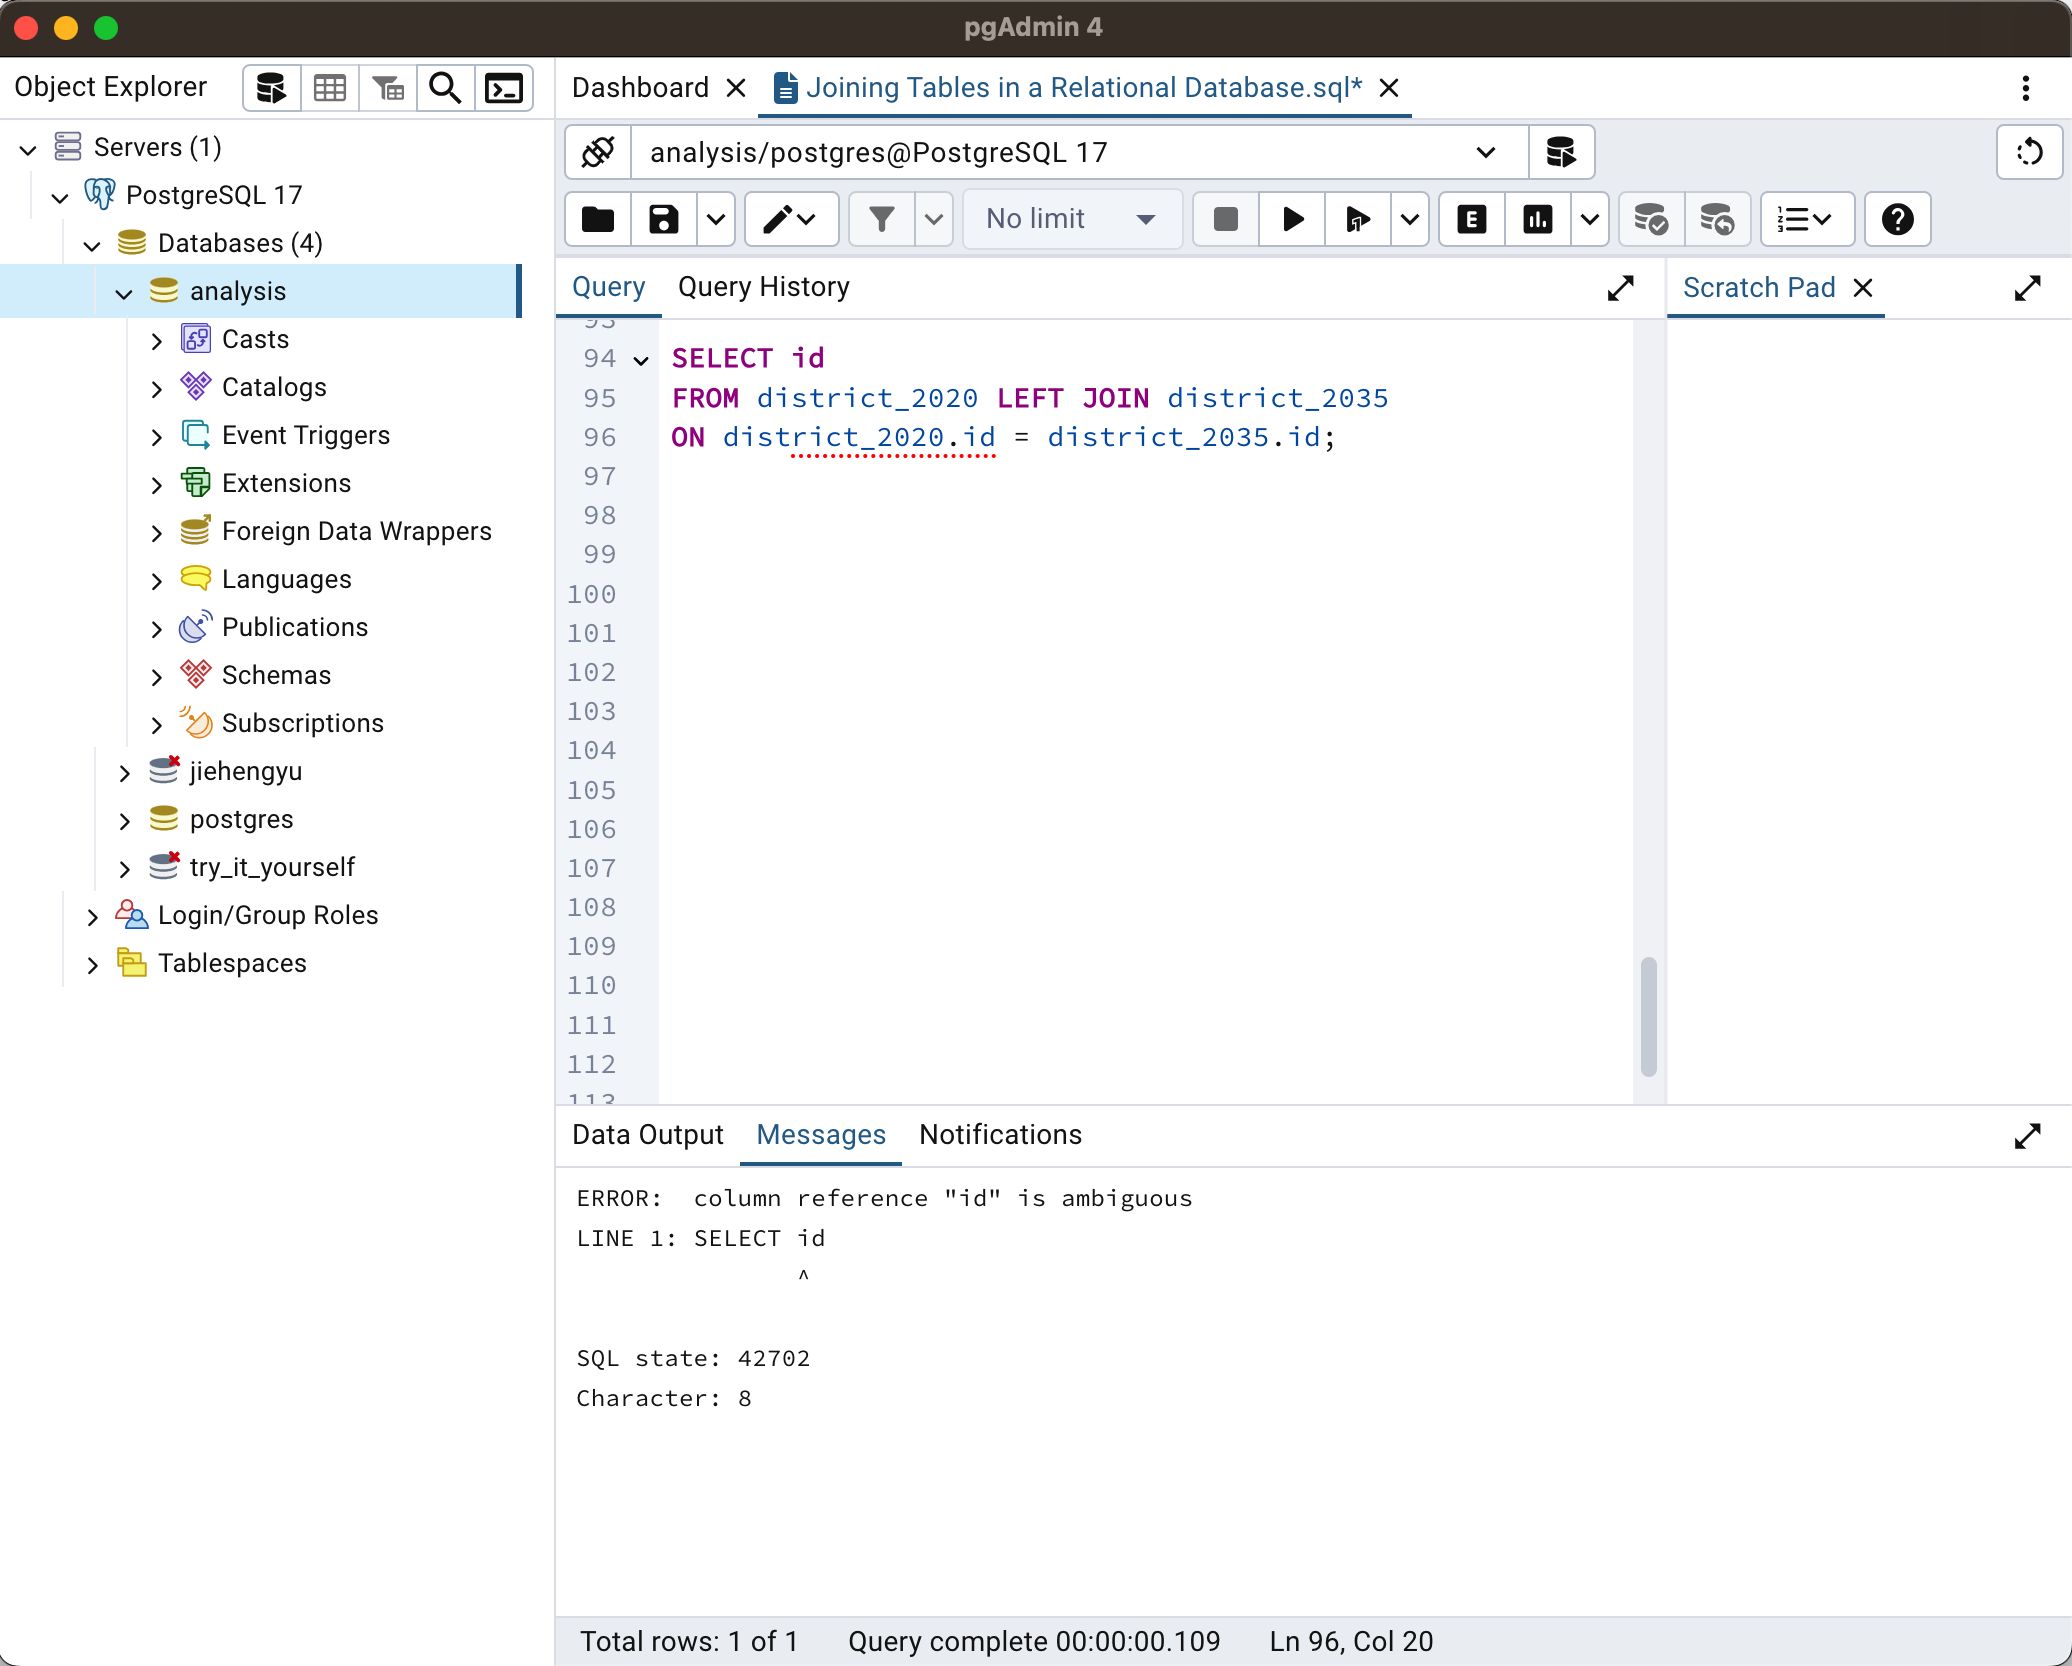 pgAdmin 4
Object Explorer
Servers (1)
PostgreSQL 17
Databases (4)
analysis
Casts
Catalogs
Event Triggers
Extensions
Foreign Data Wrappers
Languages
Publications
Schemas
Subscriptions
jiehengyu
postgres
try_it_yourself
Login/Group Roles
Tablespaces
Dashboard
Joining Tables in a Relational Database.sql*
analysis/postgres@PostgreSQL 17
No limit
E
Query
Query History
Scratch Pad
93
94 SELECT id
95 FROM district_2020 LEFT JOIN district_2035
96 ON district_2020.id = district_2035.id;
97
98
99
100
101
102
103
104
105
106
107
108
109
110
111
112
113
Data Output
Messages
Notifications
ERROR:  column reference "id" is ambiguous
LINE 1: SELECT id
^
SQL state: 42702
Character: 8
Total rows: 1 of 1
Query complete 00:00:00.109
Ln 96, Col 20